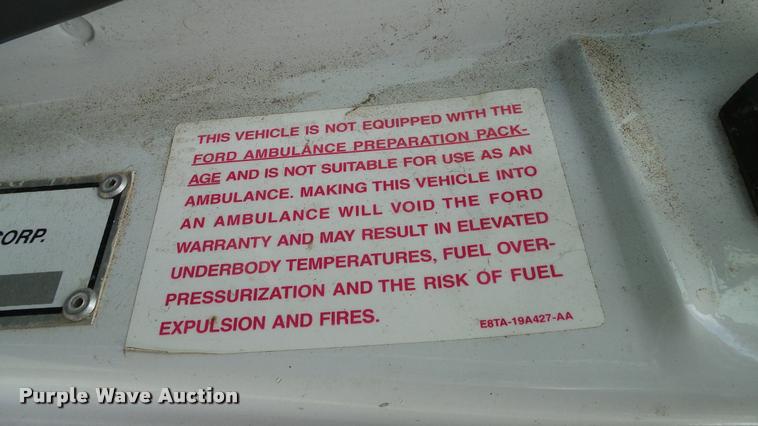 THIS VEHICLE IS NOT EQUIPPED WITH THE
FORD AMBULANCE PREPARATION PACK-
AGE AND IS NOT SUITABLE FOR USE AS AN
AMBULANCE. MAKING THIS VEHICLE INTO
AN AMBULANCE WILL VOID THE FORD
WARRANTY AND MAY RESULT IN ELEVATED
UNDERBODY TEMPERATURES, FUEL OVER-
PRESSURIZATION AND THE RISK OF FUEL
EXPULSION AND FIRES.
E8TA-19A427-AA
CORP.
Purple Wave Auction